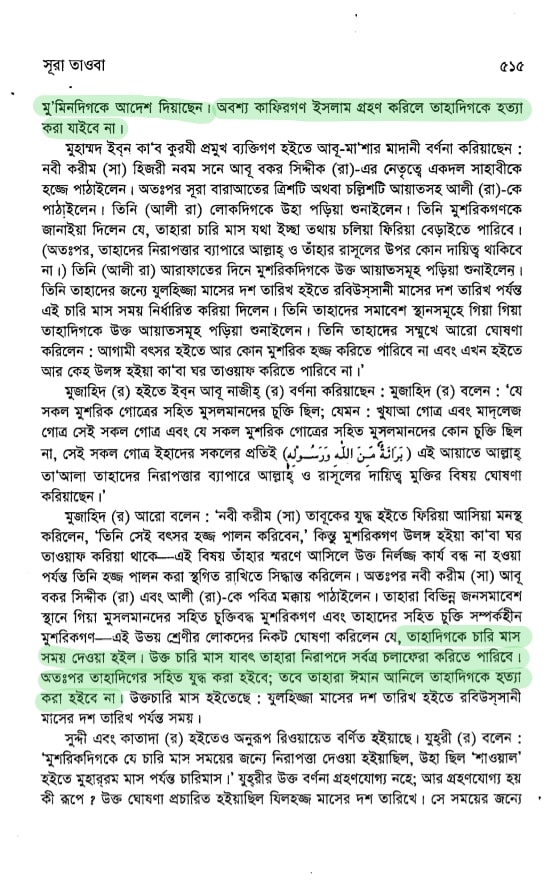 সূরা তাওবা ৫১৫
মু'মিনদিগকে আদেশ দিয়াছেন। অবশ্য কাফিরগণ ইসলাম গ্রহণ করিলে তাহাদিগকে হত্যা
করা যাইবে না।
মুহাম্মদ ইব্‌ন কা'ব কুরযী প্রমুখ ব্যক্তিগণ হইতে আবূ-মা'শার মাদানী বর্ণনা করিয়াছেন :
নবী করীম (সা) হিজরী নবম সনে আবূ বকর সিদ্দীক (রা)-এর নেতৃত্বে একদল সাহাবীকে
হজ্জে পাঠাইলেন। অতঃপর সূরা বারাআতের ত্রিশটি অথবা চল্লিশটি আয়াতসহ আলী (রা)-কে
পাঠাইলেন। তিনি (আলী রা) লোকদিগকে উহা পড়িয়া শুনাইলেন। তিনি মুশরিকগণকে
জানাইয়া দিলেন যে, তাহারা চারি মাস যথা ইচ্ছা তথায় চলিয়া ফিরিয়া বেড়াইতে পারিবে।
(অতঃপর, তাহাদের নিরাপত্তার ব্যাপারে আল্লাহ্ ও তাঁহার রাসূলের উপর কোন দায়িত্ব থাকিবে
না।) তিনি (আলী রা) আরাফাতের দিনে মুশরিকদিগকে উক্ত আয়াতসমূহ পড়িয়া শুনাইলেন।
তিনি তাহাদের জন্যে যুলহিজ্জা মাসের দশ তারিখ হইতে রবিউস্সানী মাসের দশ তারিখ পর্যন্ত
এই চারি মাস সময় নির্ধারিত করিয়া দিলেন। তিনি তাহাদের সমাবেশ স্থানসমূহে গিয়া গিয়া
তাহাদিগকে উক্ত আয়াতসমূহ পড়িয়া শুনাইলেন। তিনি তাহাদের সম্মুখে আরো ঘোষণা
করিলেন : আগামী বৎসর হইতে আর কোন মুশরিক হজ্জ করিতে পারিবে না এবং এখন হইতে
আর কেহ উলঙ্গ হইয়া কা'বা ঘর তাওয়াফ করিতে পারিবে না।'
মুজাহিদ (র) হইতে ইব্‌ন আবূ নাজীহ্ (র) বর্ণনা করিয়াছেন : মুজাহিদ (র) বলেন : 'যে
সকল মুশরিক গোত্রের সহিত মুসলমানদের চুক্তি ছিল; যেমন : খুযাআ গোত্র এবং মাদ্‌লেজ
গোত্র সেই সকল গোত্র এবং যে সকল মুশরিক গোত্রের সহিত মুসলমানদের কোন চুক্তি ছিল
না, সেই সকল গোত্র ইহাদের সকলের প্রতিই (بَرَائَةٌ مِّنَ اللَّهِ وَرَسُولِهِ) এই আয়াতে আল্লাহ্
তা'আলা তাহাদের নিরাপত্তার ব্যাপারে আল্লাহ্ ও রাসূলের দায়িত্ব মুক্তির বিষয় ঘোষণা
করিয়াছেন।'
মুজাহিদ (র) আরো বলেন : 'নবী করীম (সা) তাবূকের যুদ্ধ হইতে ফিরিয়া আসিয়া মনস্থ
করিলেন, 'তিনি সেই বৎসর হজ্জ পালন করিবেন,' কিন্তু মুশরিকগণ উলঙ্গ হইয়া কা'বা ঘর
তাওয়াফ করিয়া থাকে—এই বিষয় তাঁহার স্মরণে আসিলে উক্ত নির্লজ্জ কার্য বন্ধ না হওয়া
পর্যন্ত তিনি হজ্জ পালন করা স্থগিত রাখিতে সিদ্ধান্ত করিলেন। অতঃপর নবী করীম (সা) আবূ
বকর সিদ্দীক (রা) এবং আলী (রা)-কে পবিত্র মক্কায় পাঠাইলেন। তাহারা বিভিন্ন জনসমাবেশ
স্থানে গিয়া মুসলমানদের সহিত চুক্তিবদ্ধ মুশরিকগণ এবং তাহাদের সহিত চুক্তি সম্পর্কহীন
মুশরিকগণ—এই উভয় শ্রেণীর লোকদের নিকট ঘোষণা করিলেন যে, তাহাদিগকে চারি মাস
সময় দেওয়া হইল। উক্ত চারি মাস যাবৎ তাহারা নিরাপদে সর্বত্র চলাফেরা করিতে পারিবে।
অতঃপর তাহাদিগের সহিত যুদ্ধ করা হইবে; তবে তাহারা ঈমান আনিলে তাহাদিগকে হত্যা
করা হইবে না। উক্তচারি মাস হইতেছে : যুলহিজ্জা মাসের দশ তারিখ হইতে রবিউস্সানী
মাসের দশ তারিখ পর্যন্ত সময়।
সুদ্দী এবং কাতাদা (র) হইতেও অনুরূপ রিওয়ায়েত বর্ণিত হইয়াছে। যুহ্‌রী (র) বলেন :
'মুশরিকদিগকে যে চারি মাস সময়ের জন্যে নিরাপত্তা দেওয়া হইয়াছিল, উহা ছিল 'শাওয়াল'
হইতে মুহার্‌রম মাস পর্যন্ত চারিমাস।' যুহ্‌রীর উক্ত বর্ণনা গ্রহণযোগ্য নহে; আর গ্রহণযোগ্য হয়
কী রূপে ? উক্ত ঘোষণা প্রচারিত হইয়াছিল যিলহজ্জ মাসের দশ তারিখে। সে সময়ের জন্যে